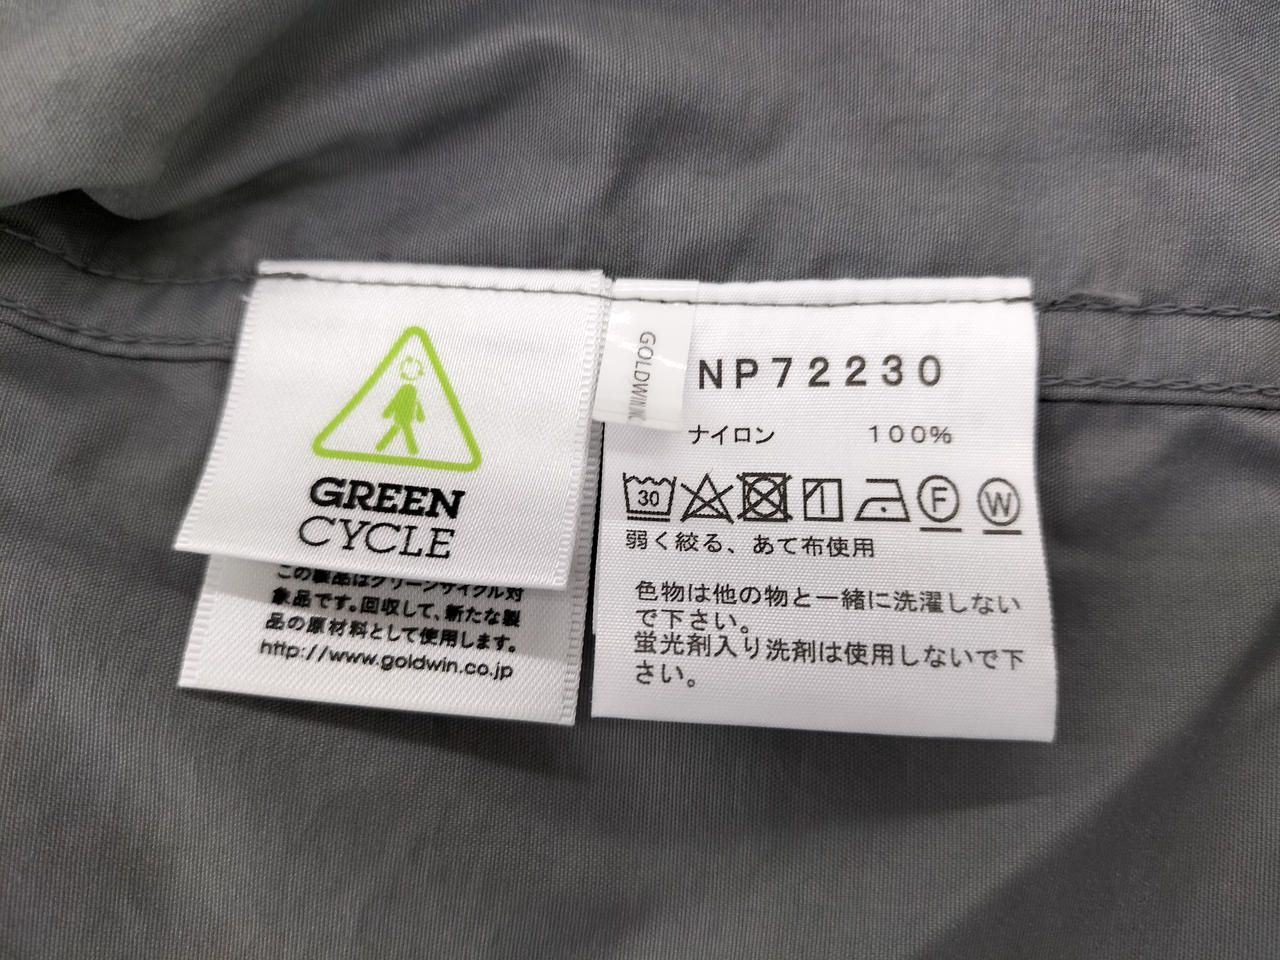 GREEN
CYCLE
この製品はグリーンサイクル対
象品です。回収して、新たな製
品の原材料として使用します。
http://www.goldwin.co.jp
GOLDWIN
NP72230
ナイロン 100%
30 F W
弱く絞る、あて布使用
色物は他の物と一緒に洗濯しない
で下さい。
蛍光剤入り洗剤は使用しないで下
さい。